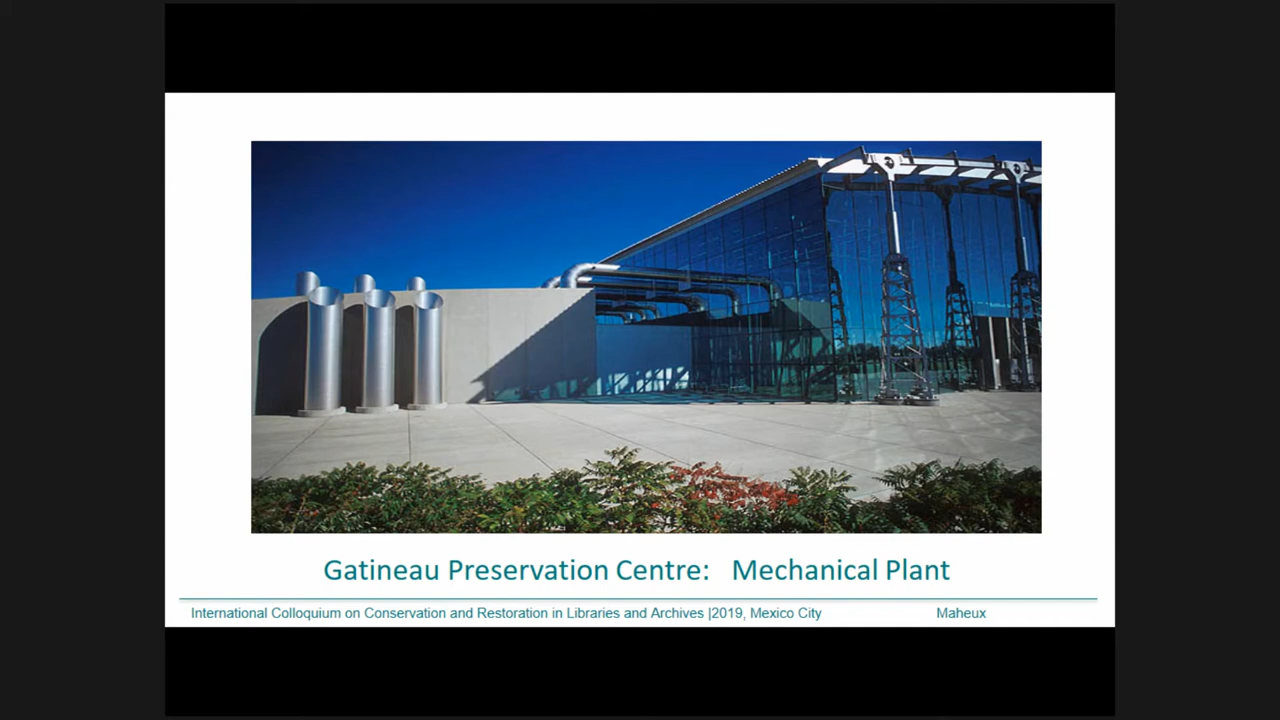 Gatineau Preservation Centre: Mechanical Plant
International Colloquium on Conservation and Restoration in Libraries and Archives |2019, Mexico City Maheux